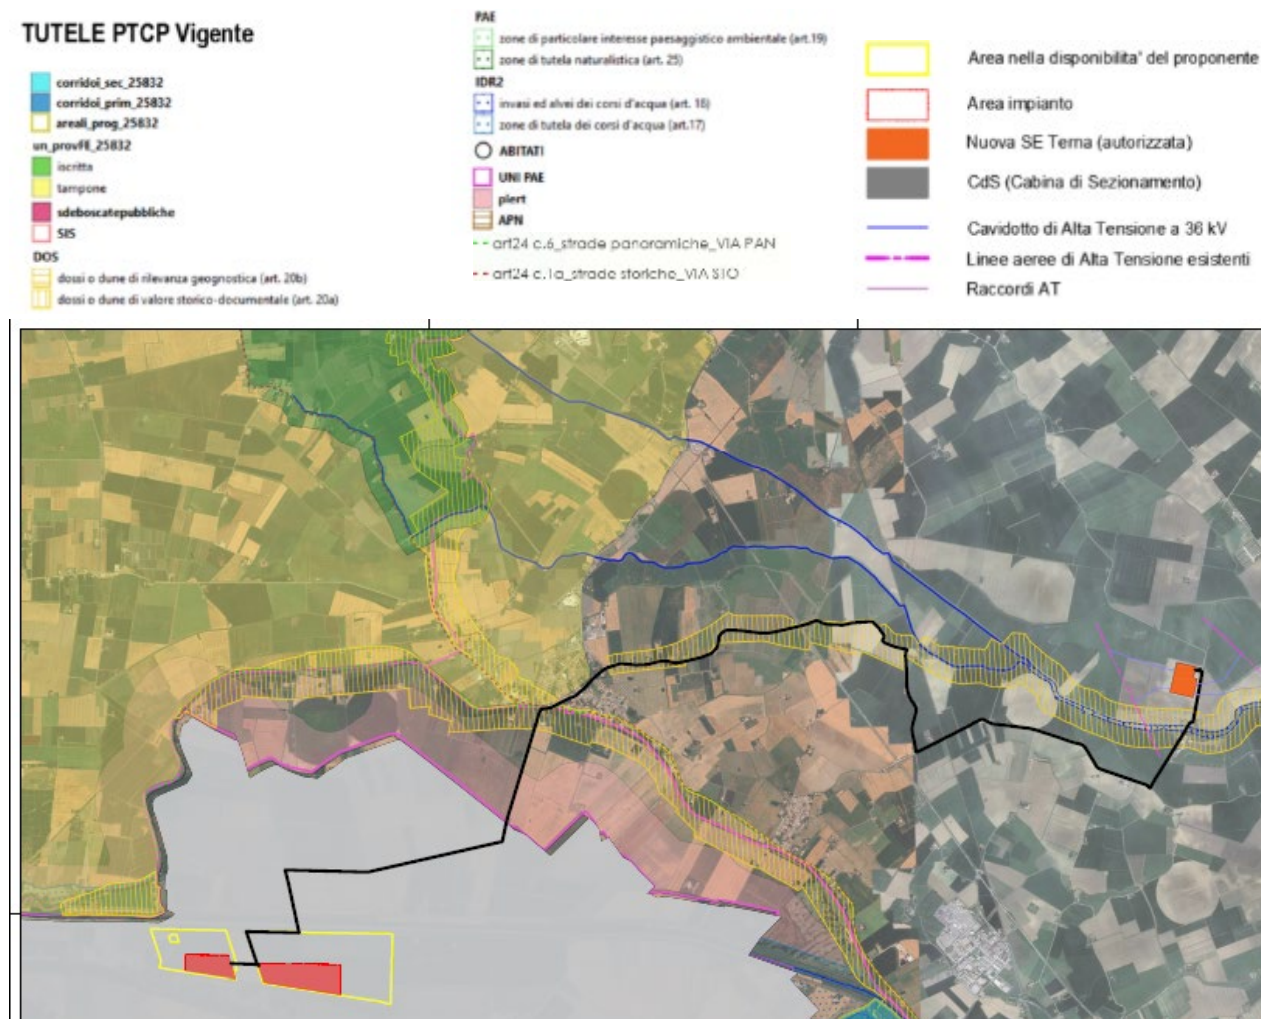 TUTELE PTCP Vigente
corridoi_sec_25832
corridoi_prim_25832
areali_prog_25832
un_provfE_25832
iscritta
tampone
sdeboscatepubbliche
SIS
DOS
dossi o dune di rilevanza geognostica (art. 20b)
dossi o dune di valore storico-documentale (art. 20a)
PAE
zone di particolare interesse paesaggistico ambientale (art.19)
zone di tutela naturalistica (art. 25)
IDR2
invasi ed alvei dei corsi d'acqua (art. 18)
zone di tutela dei corsi d'acqua (art.17)
ABITATI
UNI PAE
plert
APN
art24 c.6_strade panoramiche_VIA PAN
art24 c.1a_strade storiche_VIA STO
Area nella disponibilita' del proponente
Area impianto
Nuova SE Terna (autorizzata)
CdS (Cabina di Sezionamento)
Cavidotto di Alta Tensione a 36 kV
Linee aeree di Alta Tensione esistenti
Raccordi AT